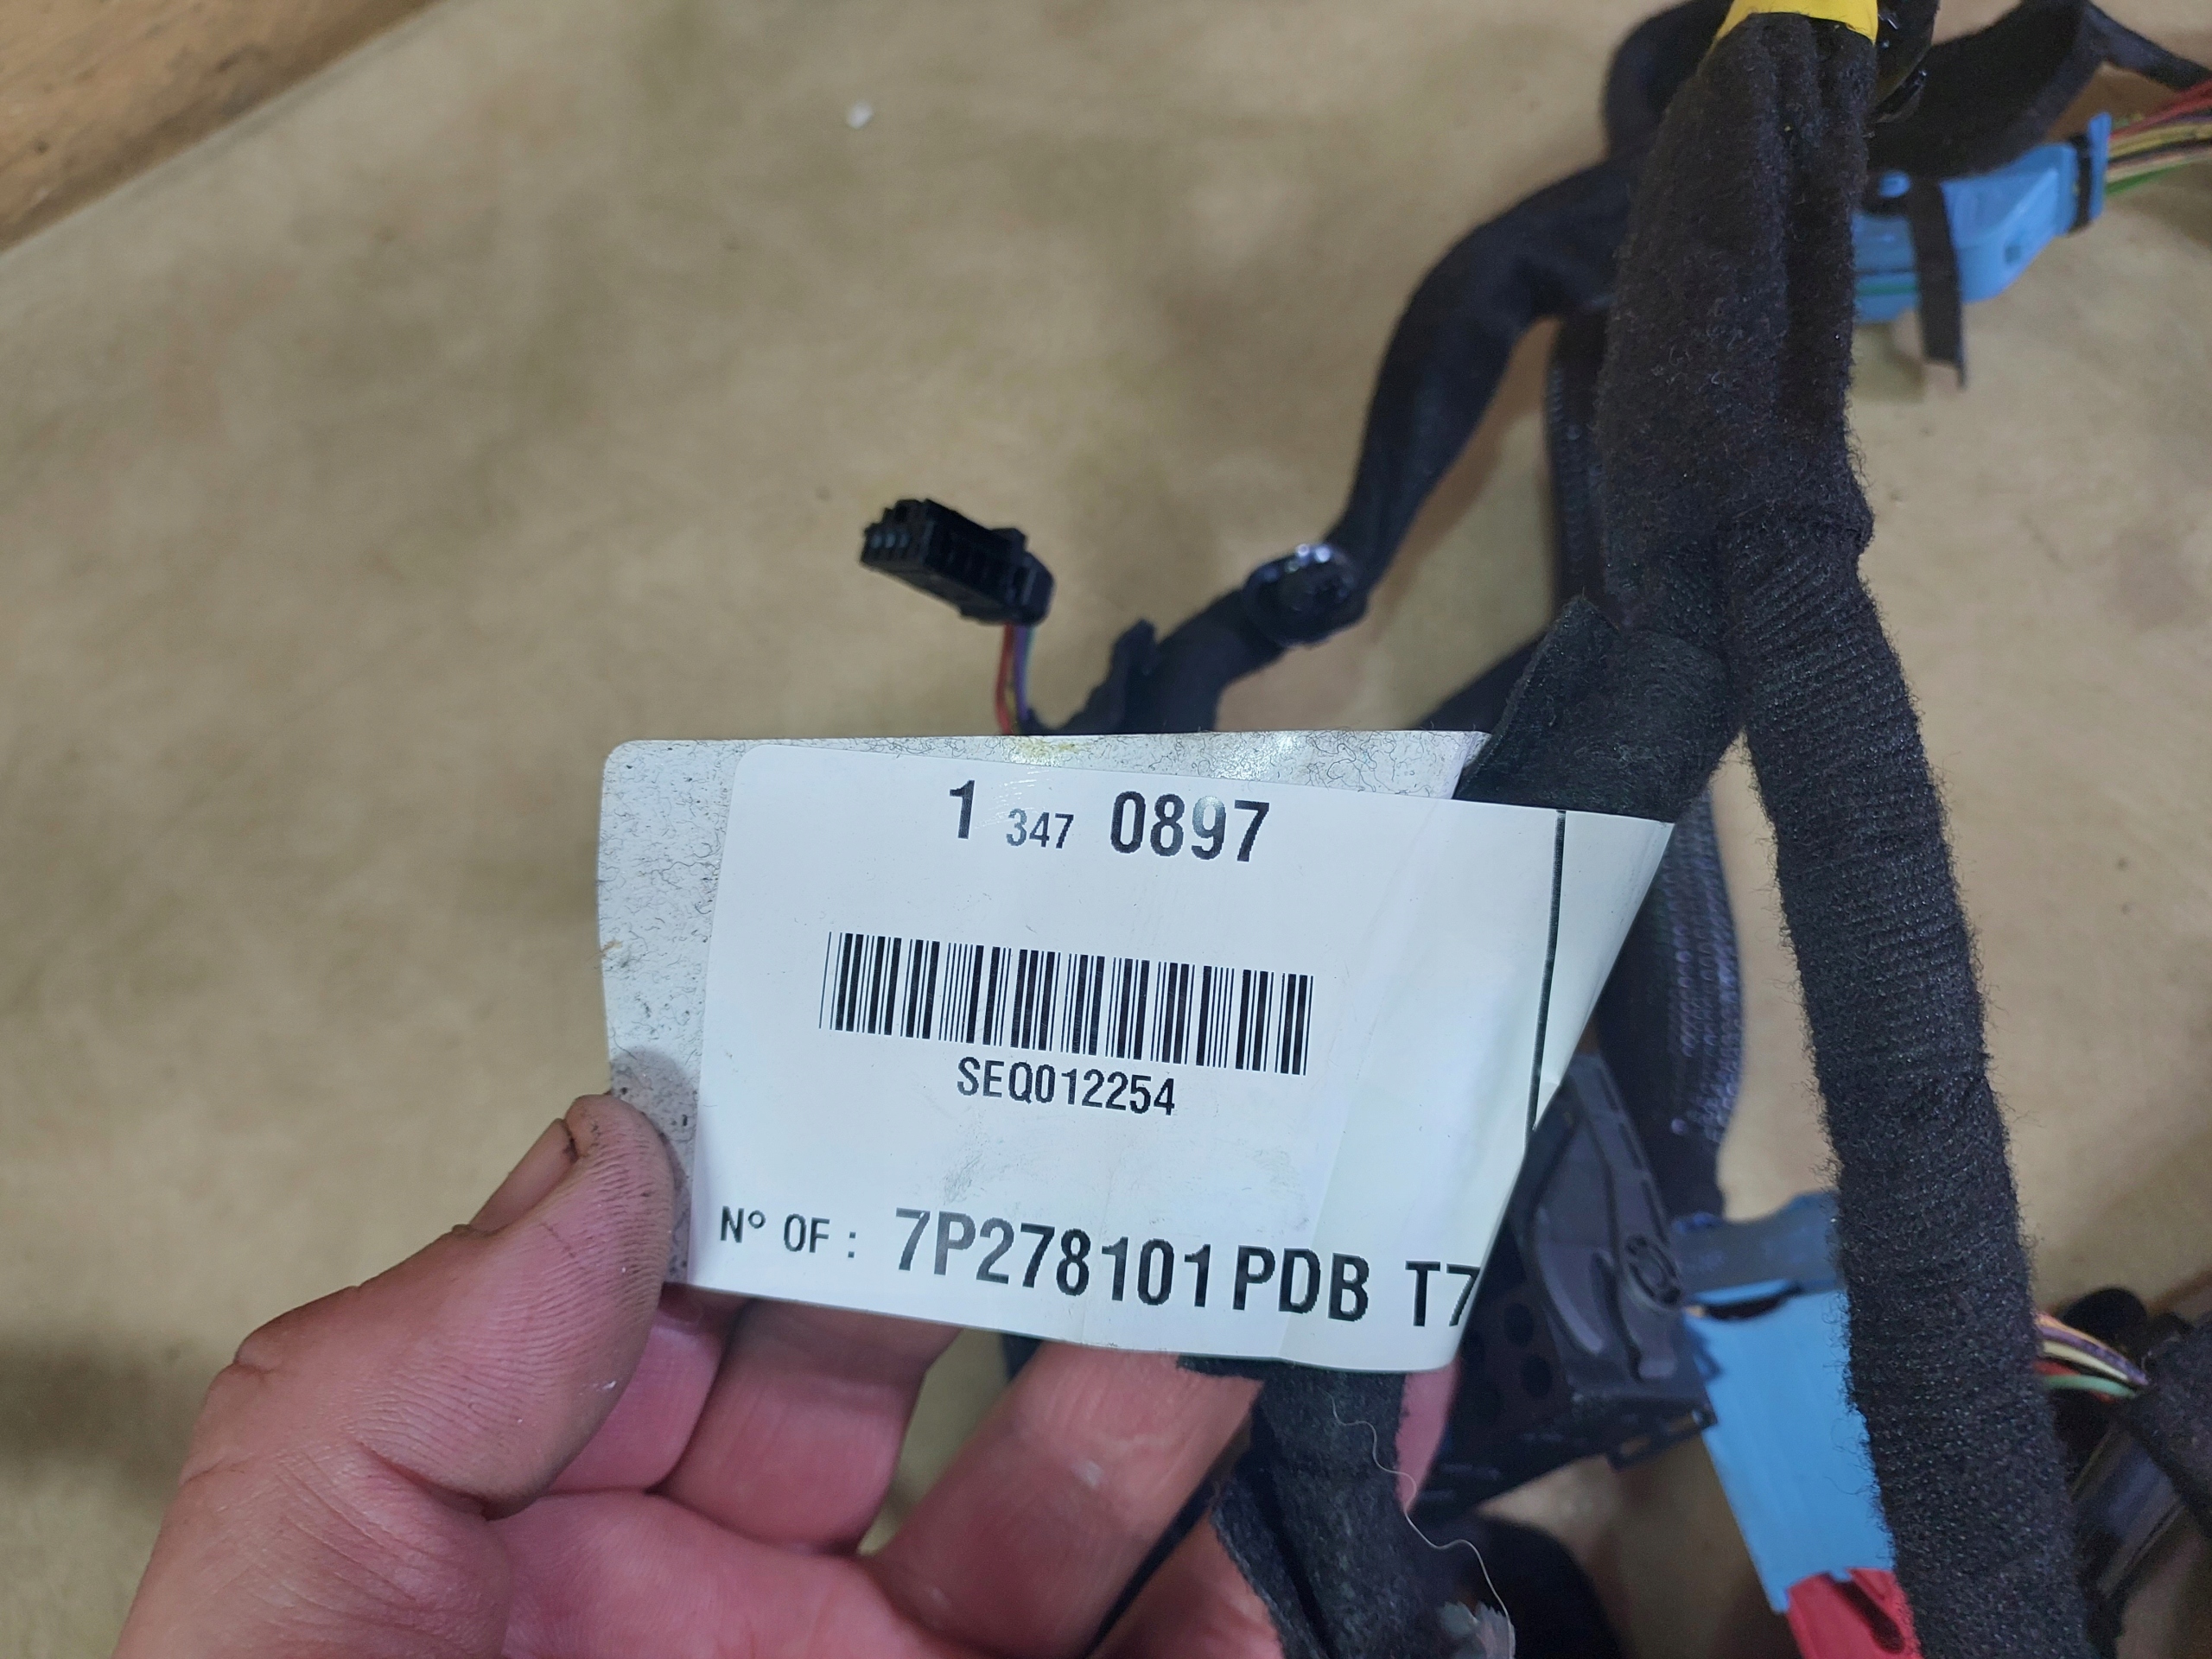 1 347 0897
SEQ012254
N° OF : 7P278101PDB T7